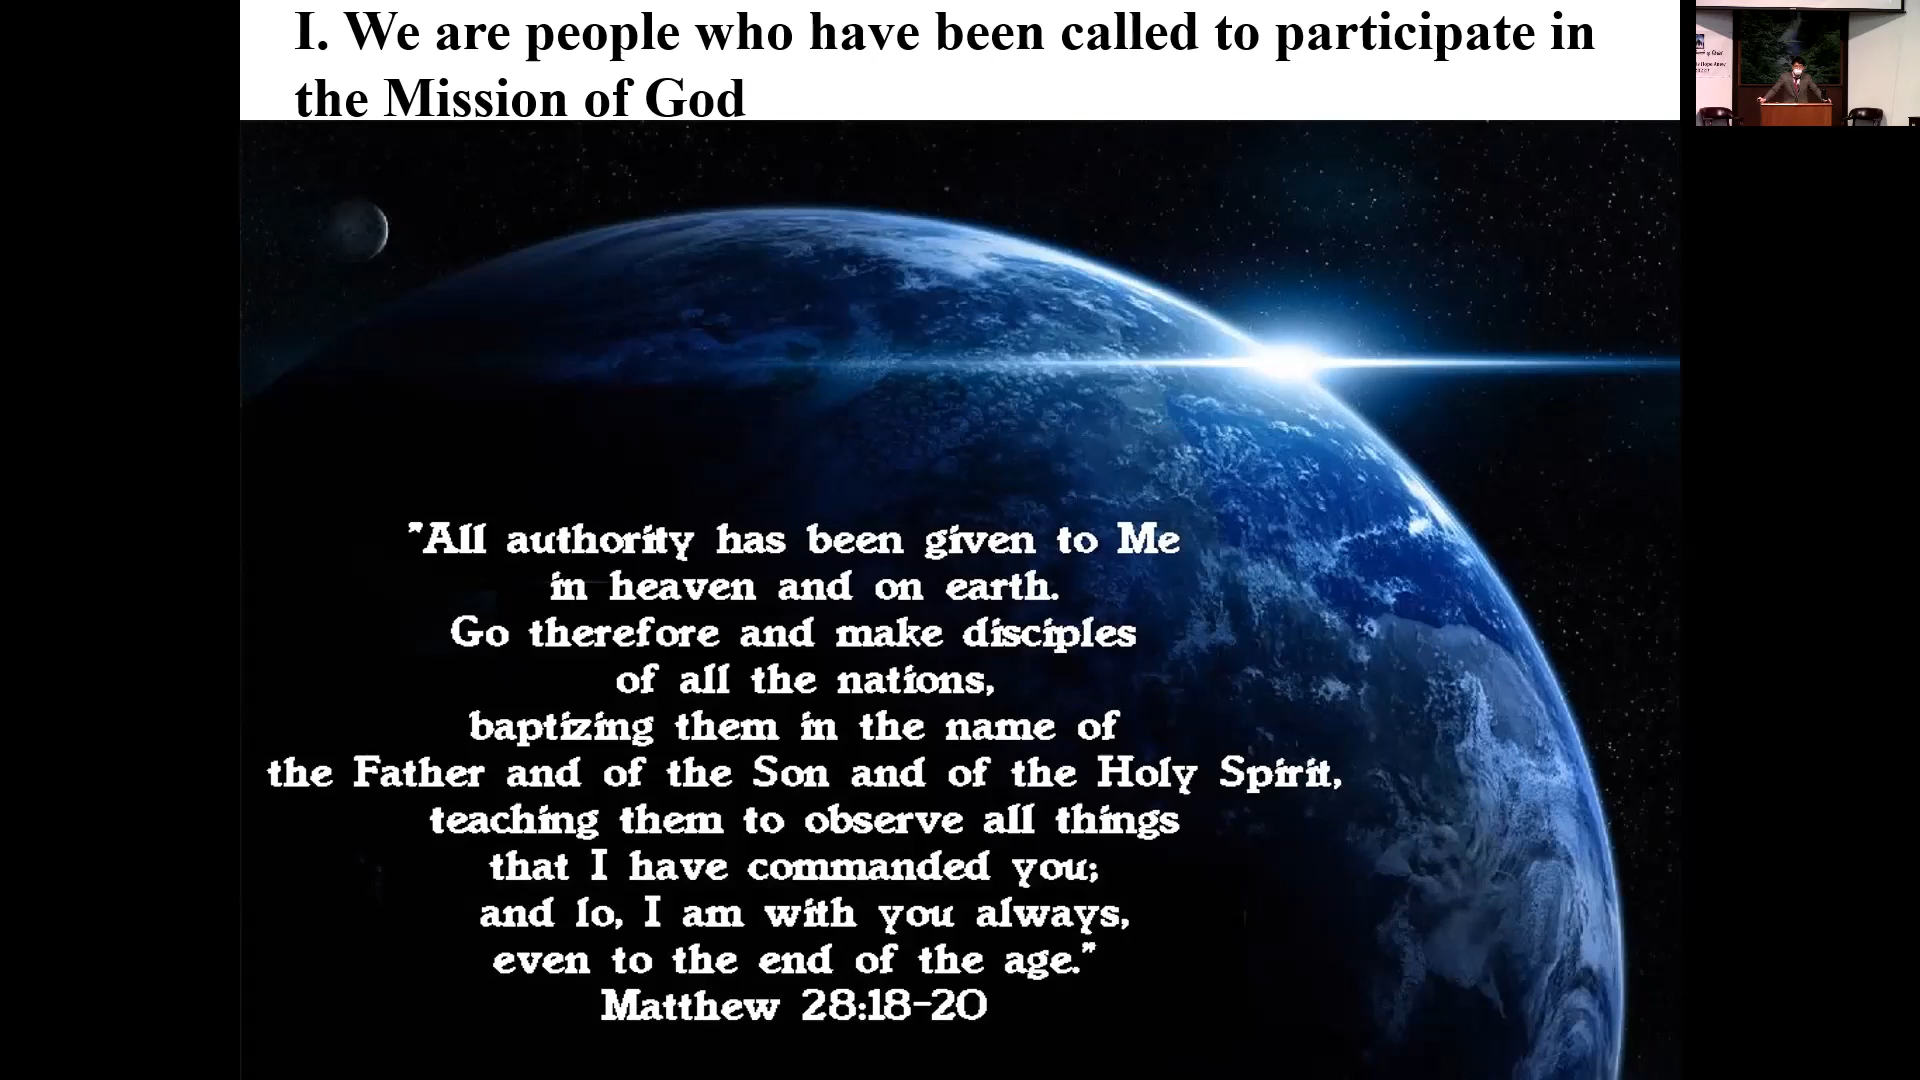 I. We are people who have been called to participate in
the Mission of God
"All authority has been given to Me
in heaven and on earth.
Go therefore and make disciples
of all the nations,
baptizing them in the name of
the Father and of the Son and of the Holy Spirit,
teaching them to observe all things
that I have commanded you;
and lo, I am with you always,
even to the end of the age."
Matthew 28:18-20